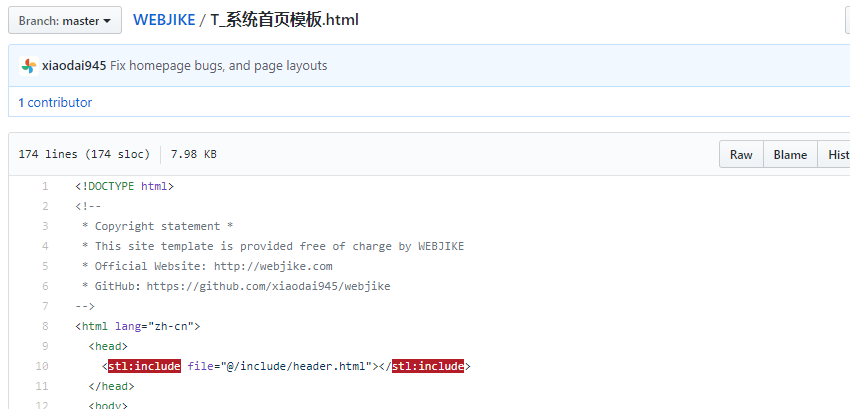 Branch: master WEBJIKE / T_系统首页模板.html
xiaodai945 Fix homepage bugs, and page layouts
1 contributor
174 lines (174 sloc) 7.98 KB Raw Blame Hist
1 <!DOCTYPE html>
2 <!--
3 * Copyright statement *
4 * This site template is provided free of charge by WEBJIKE
5 * Official Website: http://webjike.com
6 * GitHub: https://github.com/xiaodai945/webjike
7 -->
8 <html lang="zh-cn">
9 <head>
10 <stl:include file="@/include/header.html"></stl:include>
11 </head>
12 <body>